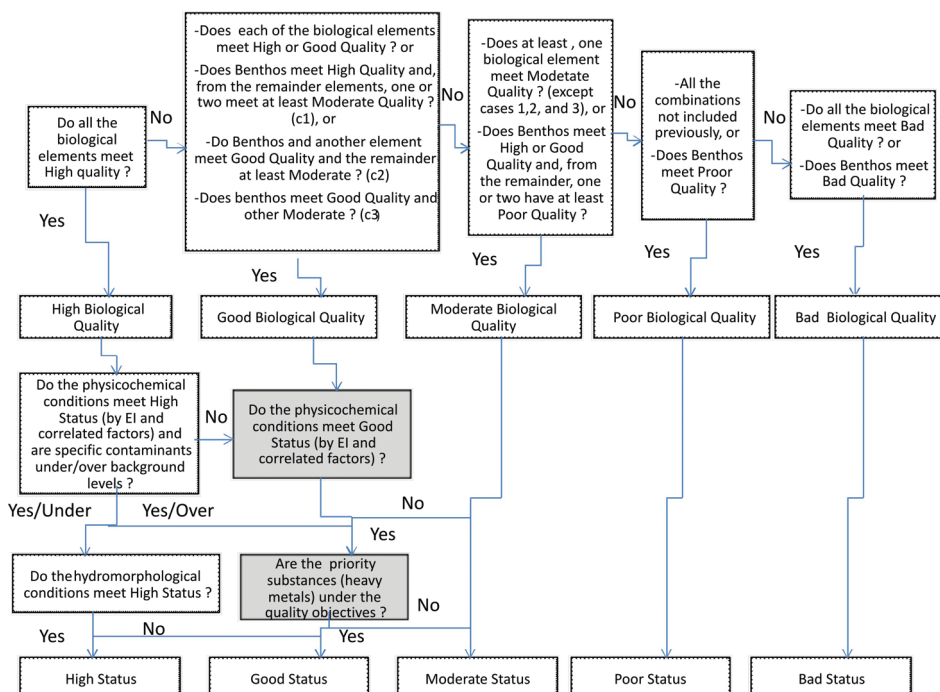 Do all the
biological
elements meet
High quality ?
No
Yes
-Does each of the biological elements
meet High or Good Quality ? or
-Does Benthos meet High Quality and,
from the remainder elements, one or
two meet at least Moderate Quality ?
(c1), or
-Do Benthos and another element
meet Good Quality and the remainder
at least Moderate ? (c2)
-Does benthos meet Good Quality and
other Moderate ? (c3)
No
Yes
-Does at least , one
biological element
meet Modetate
Quality ? (except
cases 1,2, and 3), or
-Does Benthos meet
High or Good
Quality and, from
the remainder, one
or two have at least
Poor Quality ?
No
Yes
-All the
combinations
not included
previously, or
-Does Benthos
meet Proor
Quality ?
No
Yes
-Do all the biological
elements meet Bad
Quality ? or
-Does Benthos meet
Bad Quality ?
Yes
High Biological
Quality
Good Biological Quality
Moderate Biological
Quality
Poor Biological Quality
Bad Biological Quality
Do the physicochemical
conditions meet High
Status (by EI and
correlated factors) and
are specific contaminants
under/over background
levels ?
No
Do the physicochemical
conditions meet Good
Status (by EI and
correlated factors) ?
Yes/Under
Yes/Over
No
Yes
Do the hydromorphological
conditions meet High Status ?
Are the priority
substances (heavy
metals) under the
quality objectives ?
No
Yes
No
Yes
High Status
Good Status
Moderate Status
Poor Status
Bad Status